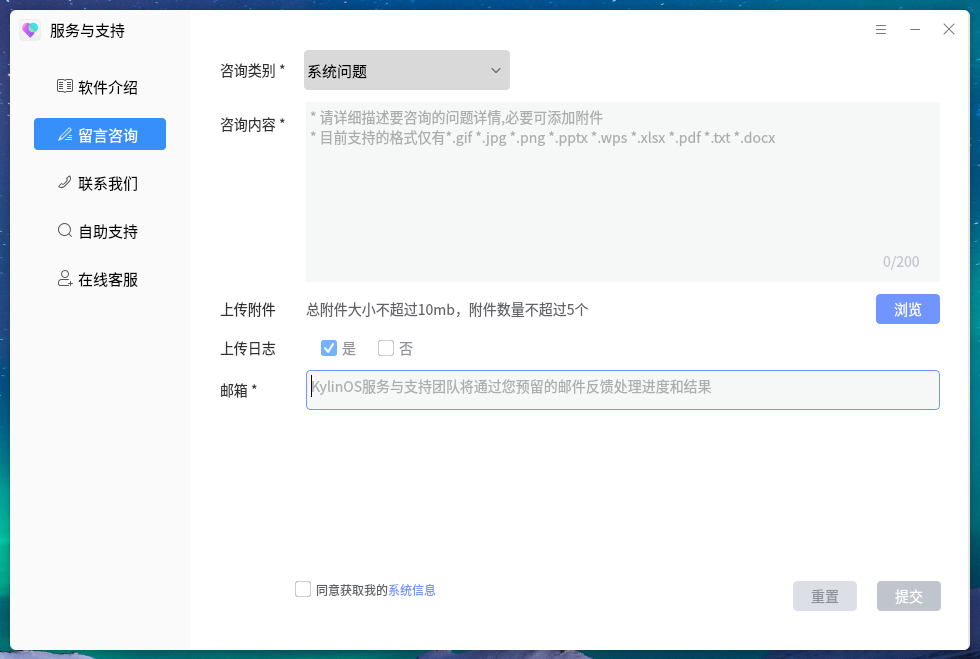 服务与支持
软件介绍
留言咨询
联系我们
自助支持
在线客服
咨询类别 *
系统问题
咨询内容 *
* 请详细描述要咨询的问题详情,必要可添加附件
* 目前支持的格式仅有*.gif *.jpg *.png *.pptx *.wps *.xlsx *.pdf *.txt *.docx
0/200
上传附件
总附件大小不超过10mb，附件数量不超过5个
浏览
上传日志
是
否
邮箱 *
KylinOS服务与支持团队将通过您预留的邮件反馈处理进度和结果
同意获取我的系统信息
重置
提交